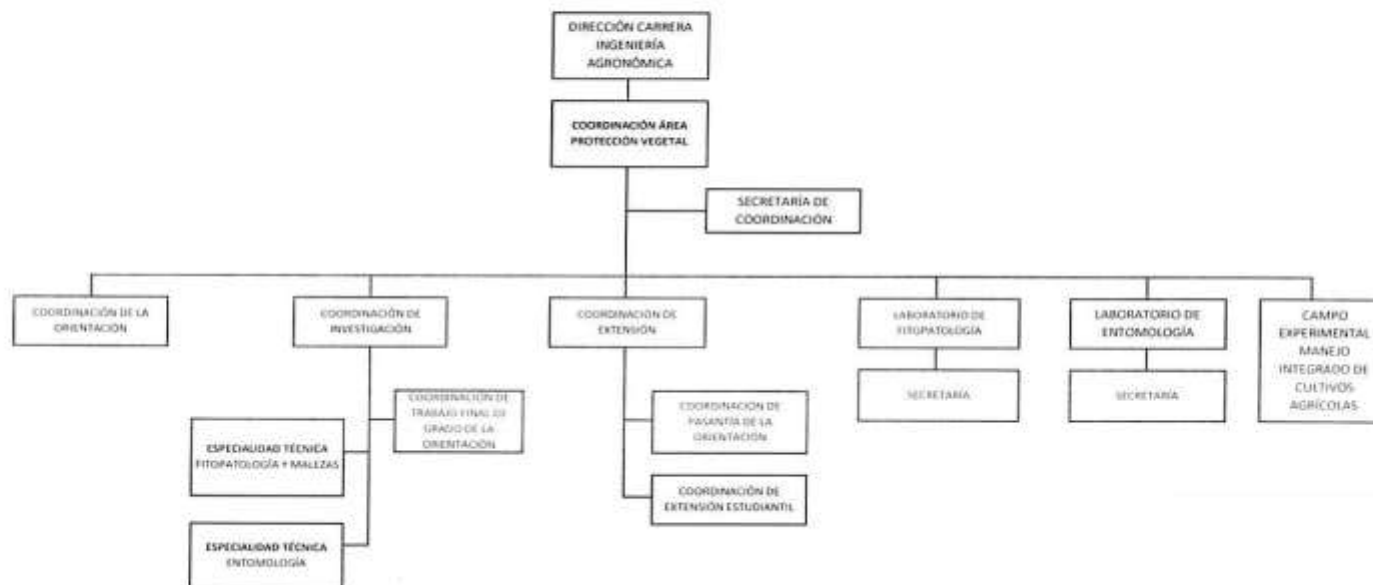 DIRECCIÓN CARRERA
INGENIERÍA
AGRONÓMICA
COORDINACIÓN ÁREA
PROTECCIÓN VEGETAL
SECRETARÍA DE
COORDINACIÓN
COORDINACIÓN DE LA
ORIENTACIÓN
COORDINACIÓN DE
INVESTIGACIÓN
COORDINACIÓN DE
EXTENSIÓN
LABORATORIO DE
FITOPATOLOGÍA
LABORATORIO DE
ENTOMOLOGÍA
CAMPO
EXPERIMENTAL
MANEJO
INTEGRADO DE
CULTIVOS
AGRÍCOLAS
COORDINACIÓN DE
TRABAJO FINAL DE
GRADO DE LA
ORIENTACIÓN
COORDINACIÓN DE
PASANTÍA DE LA
ORIENTACIÓN
SECRETARÍA
SECRETARÍA
ESPECIALIDAD TÉCNICA
FITOPATOLOGÍA + MALEZAS
COORDINACIÓN DE
EXTENSIÓN ESTUDIANTIL
ESPECIALIDAD TÉCNICA
ENTOMOLOGÍA